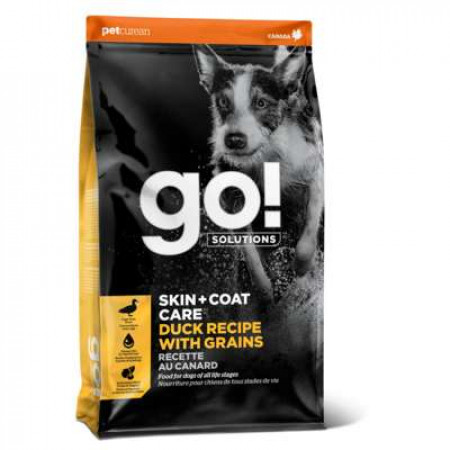 petcurean
CANADA
go!
SOLUTIONS
SKIN + COAT
CARE
DUCK RECIPE
WITH GRAINS
RECETTE
AU CANARD
Food for dogs of all life stages
Nourriture pour chiens de tous stades de vie